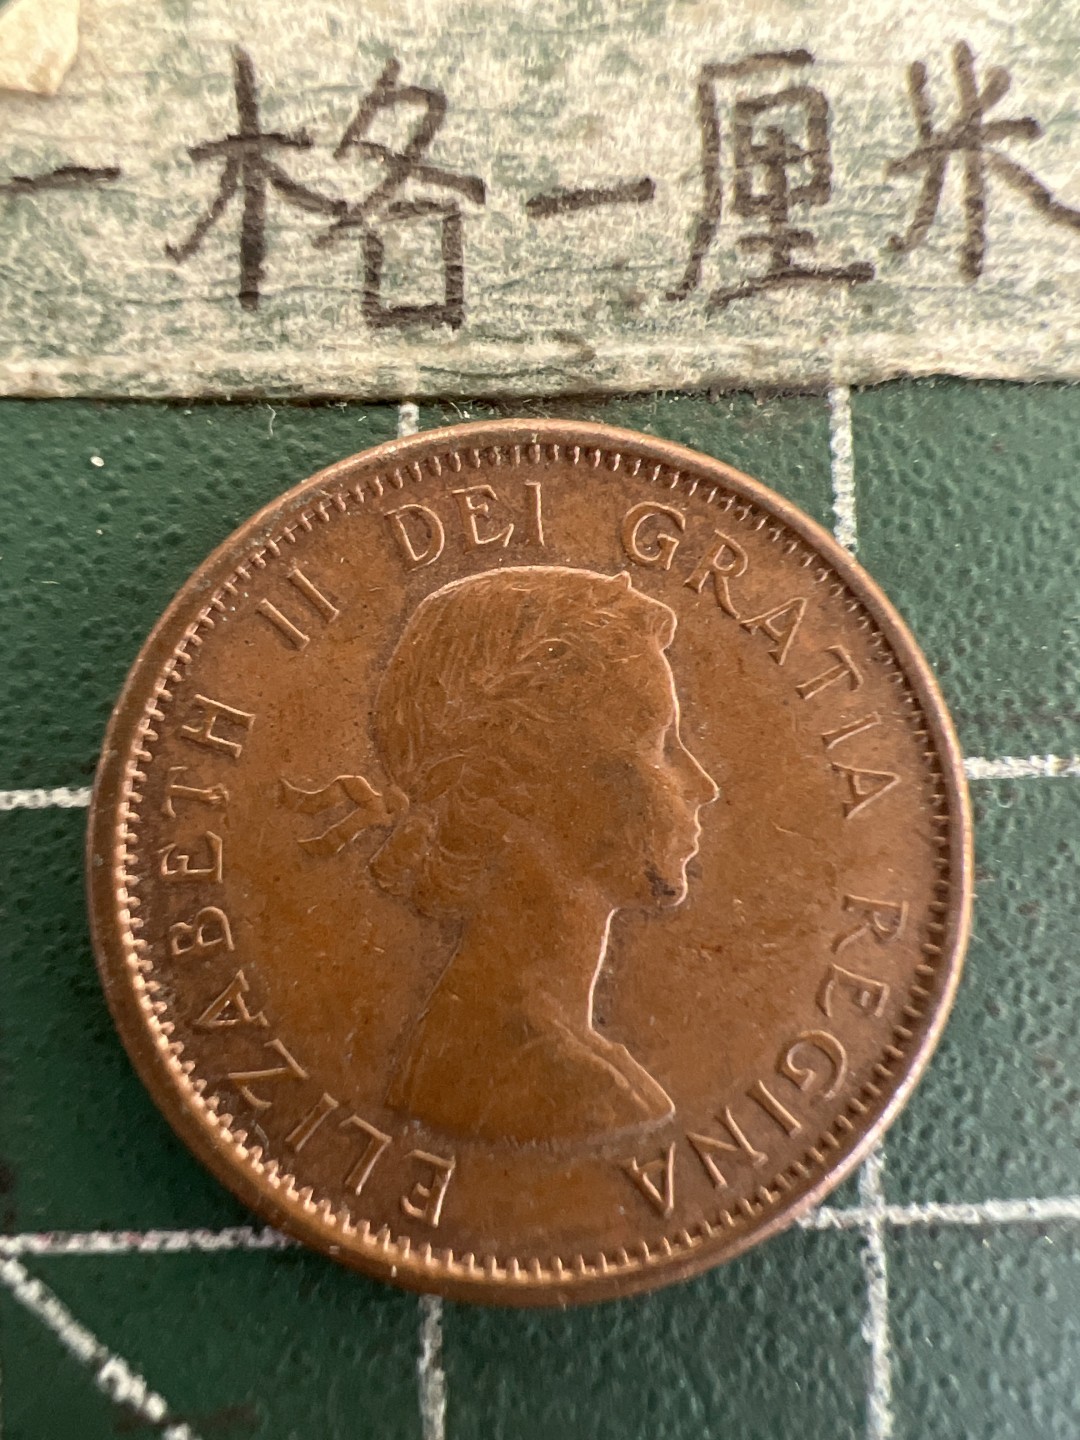 一格一厘米
ELIZABETH II DEI GRATIA REGINA